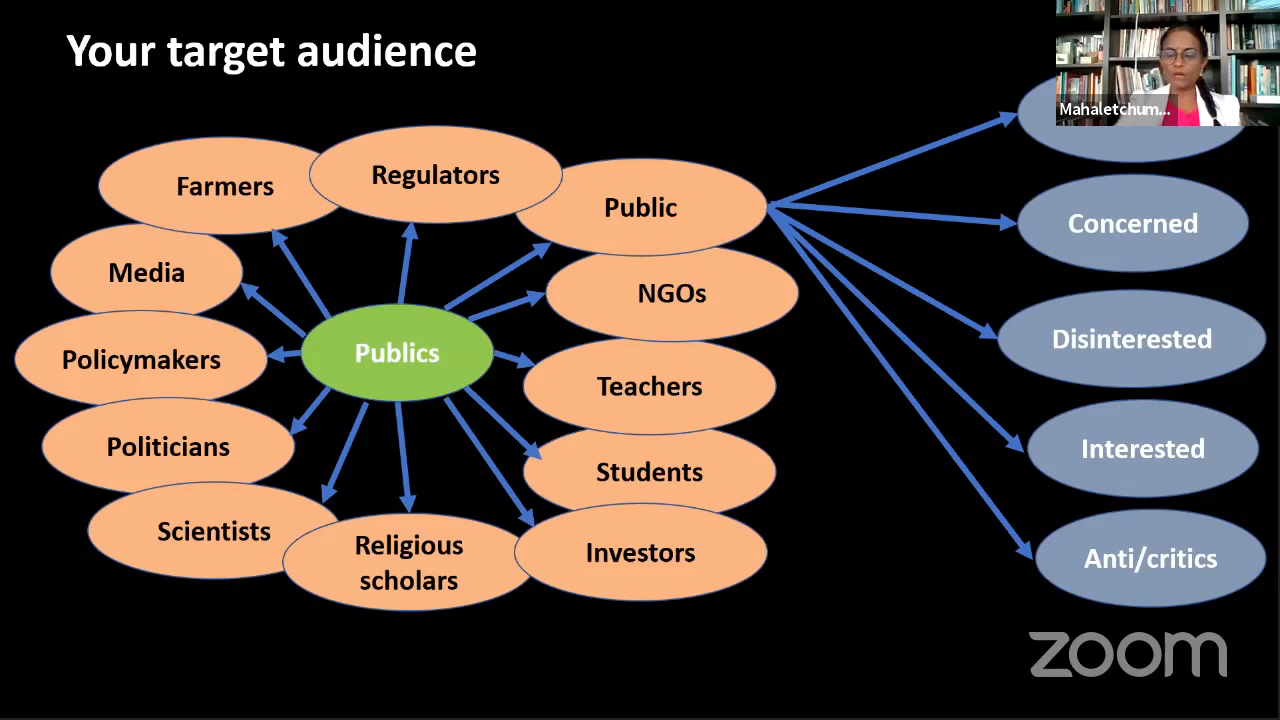 Your target audience
Mahaletchum...
Farmers
Regulators
Public
Concerned
Media
NGOs
Publics
Disinterested
Policymakers
Teachers
Politicians
Students
Interested
Scientists
Religious
scholars
Investors
Anti/critics
zoom